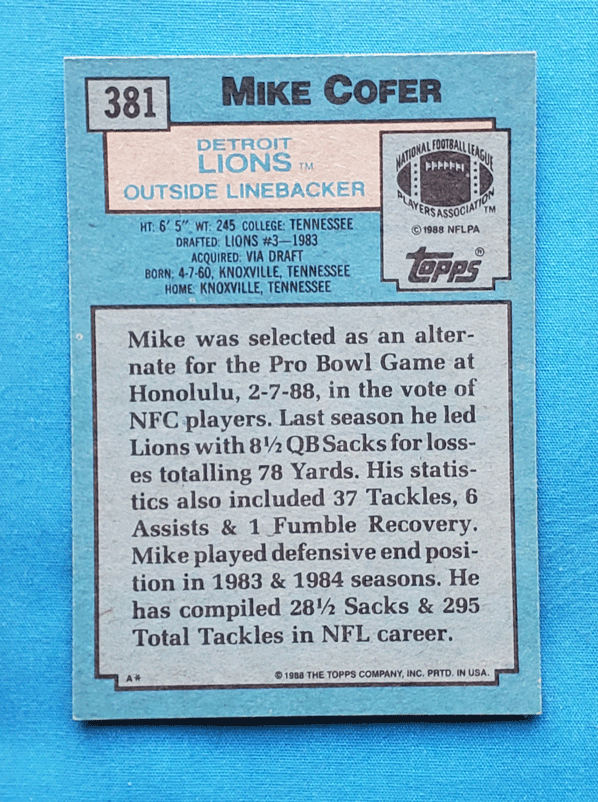 381
MIKE COFER
DETROIT
LIONS TM
OUTSIDE LINEBACKER
NATIONAL FOOTBALL LEAGUE
PLAYERS ASSOCIATION TM
© 1988 NFLPA
TOPPS ®
HT: 6' 5" WT: 245 COLLEGE: TENNESSEE
DRAFTED: LIONS #3—1983
ACQUIRED: VIA DRAFT
BORN: 4-7-60, KNOXVILLE, TENNESSEE
HOME: KNOXVILLE, TENNESSEE
Mike was selected as an alter-
nate for the Pro Bowl Game at
Honolulu, 2-7-88, in the vote of
NFC players. Last season he led
Lions with 8½ QB Sacks for loss-
es totalling 78 Yards. His statis-
tics also included 37 Tackles, 6
Assists & 1 Fumble Recovery.
Mike played defensive end posi-
tion in 1983 & 1984 seasons. He
has compiled 28½ Sacks & 295
Total Tackles in NFL career.
A*
© 1988 THE TOPPS COMPANY, INC. PRTD. IN USA.